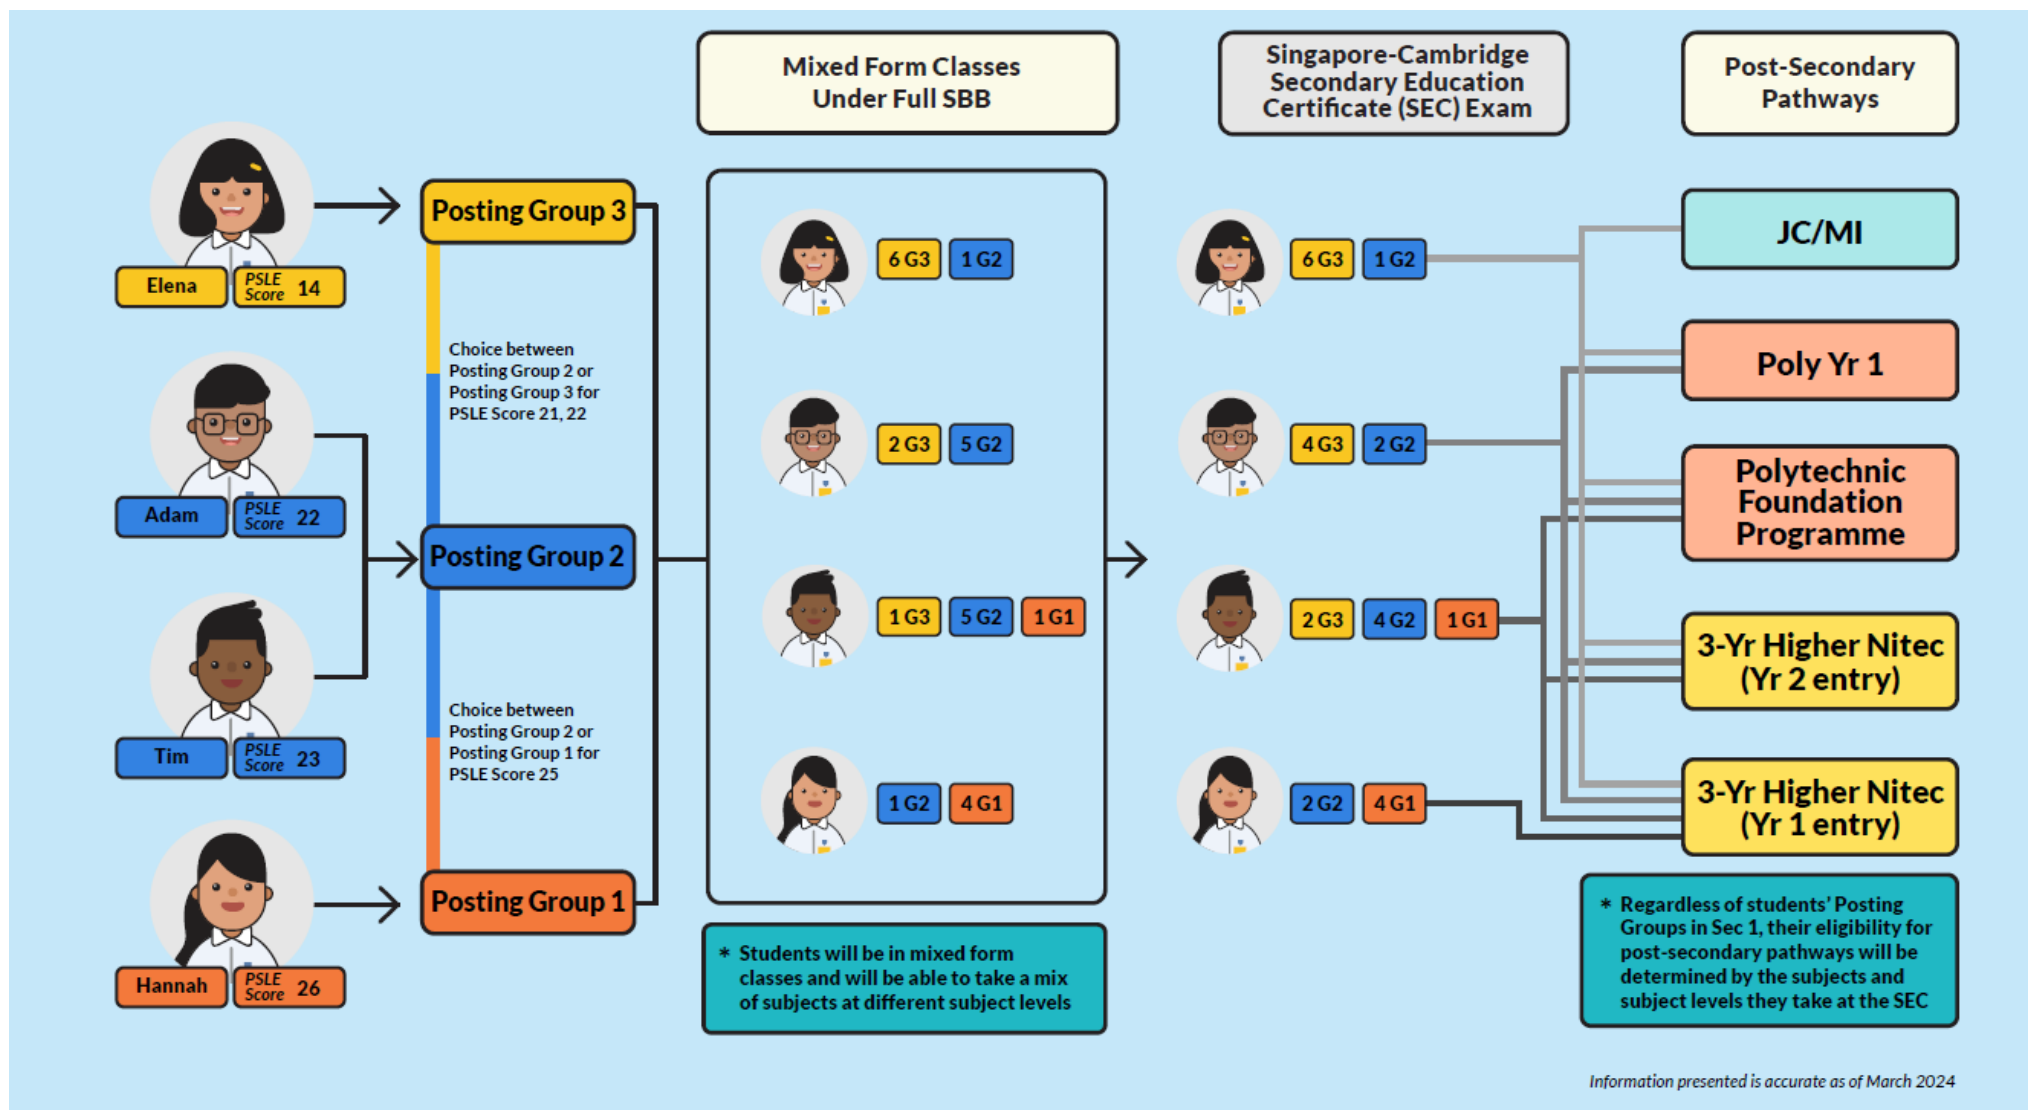 Mixed Form Classes
Under Full SBB
Singapore-Cambridge
Secondary Education
Certificate (SEC) Exam
Post-Secondary
Pathways
Elena
PSLE
Score 14
Adam
PSLE
Score 22
Tim
PSLE
Score 23
Hannah
PSLE
Score 26
Posting Group 3
Choice between
Posting Group 2 or
Posting Group 3 for
PSLE Score 21, 22
Posting Group 2
Choice between
Posting Group 2 or
Posting Group 1 for
PSLE Score 25
Posting Group 1
6 G3 1 G2
2 G3 5 G2
1 G3 5 G2 1 G1
1 G2 4 G1
* Students will be in mixed form
classes and will be able to take a mix
of subjects at different subject levels
6 G3 1 G2
4 G3 2 G2
2 G3 4 G2 1 G1
2 G2 4 G1
JC/MI
Poly Yr 1
Polytechnic
Foundation
Programme
3-Yr Higher Nitec
(Yr 2 entry)
3-Yr Higher Nitec
(Yr 1 entry)
* Regardless of students' Posting
Groups in Sec 1, their eligibility for
post-secondary pathways will be
determined by the subjects and
subject levels they take at the SEC
Information presented is accurate as of March 2024